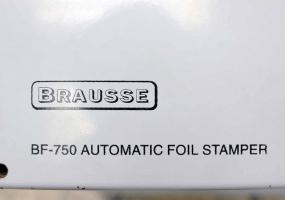 BRAUSSE
BF-750 AUTOMATIC FOIL STAMPER